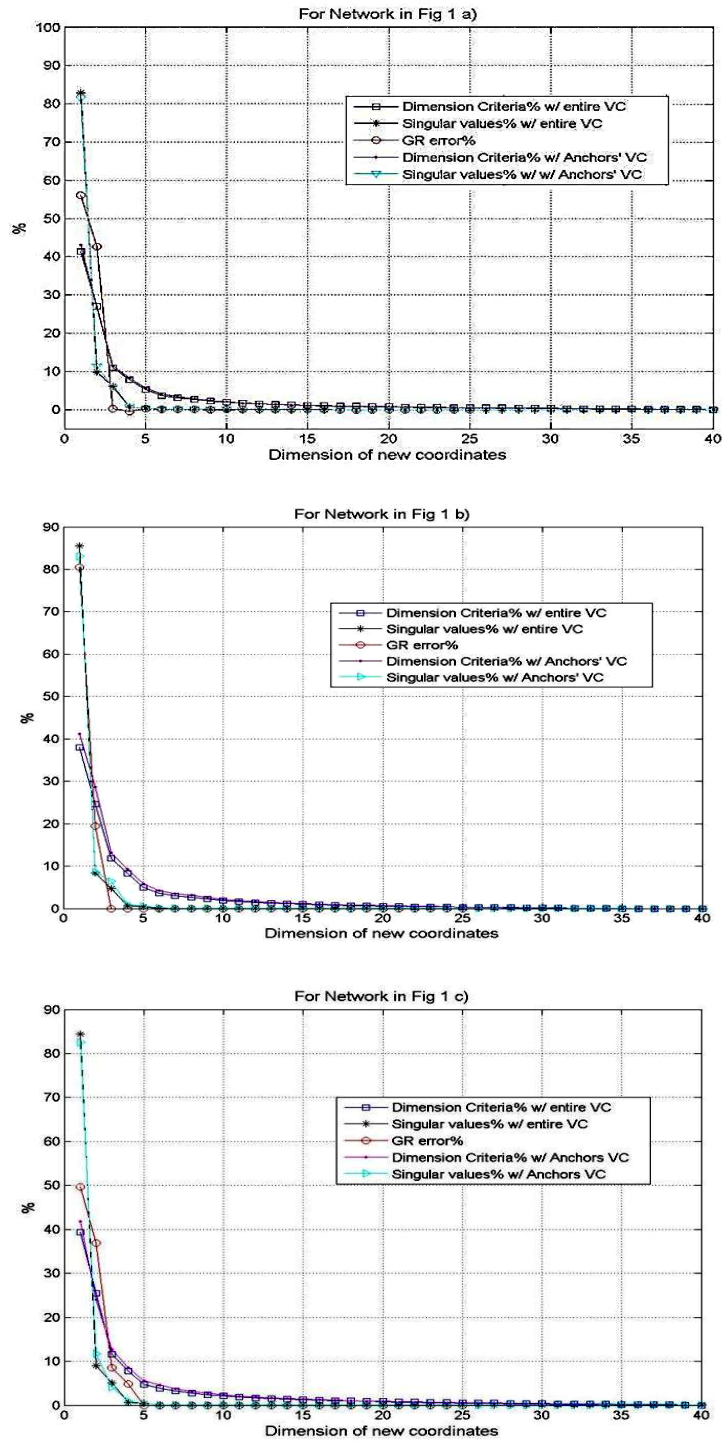 For Network in Fig 1 a)
100
90
80
70
60
50
40
30
20
10
0
%
Dimension Criteria% w/ entire VC
Singular values% w/ entire VC
GR error%
Dimension Criteria% w/ Anchors' VC
Singular values% w/ w/ Anchors' VC
0 5 10 15 20 25 30 35 40
Dimension of new coordinates
For Network in Fig 1 b)
90
80
70
60
50
40
30
20
10
0
%
Dimension Criteria% w/ entire VC
Singular values% w/ entire VC
GR error%
Dimension Criteria% w/ Anchors' VC
Singular values% w/ Anchors' VC
0 5 10 15 20 25 30 35 40
Dimension of new coordinates
For Network in Fig 1 c)
90
80
70
60
50
40
30
20
10
0
%
Dimension Criteria% w/ entire VC
Singular values% w/ entire VC
GR error%
Dimension Criteria% w/ Anchors VC
Singular values% w/ Anchors VC
0 5 10 15 20 25 30 35 40
Dimension of new coordinates